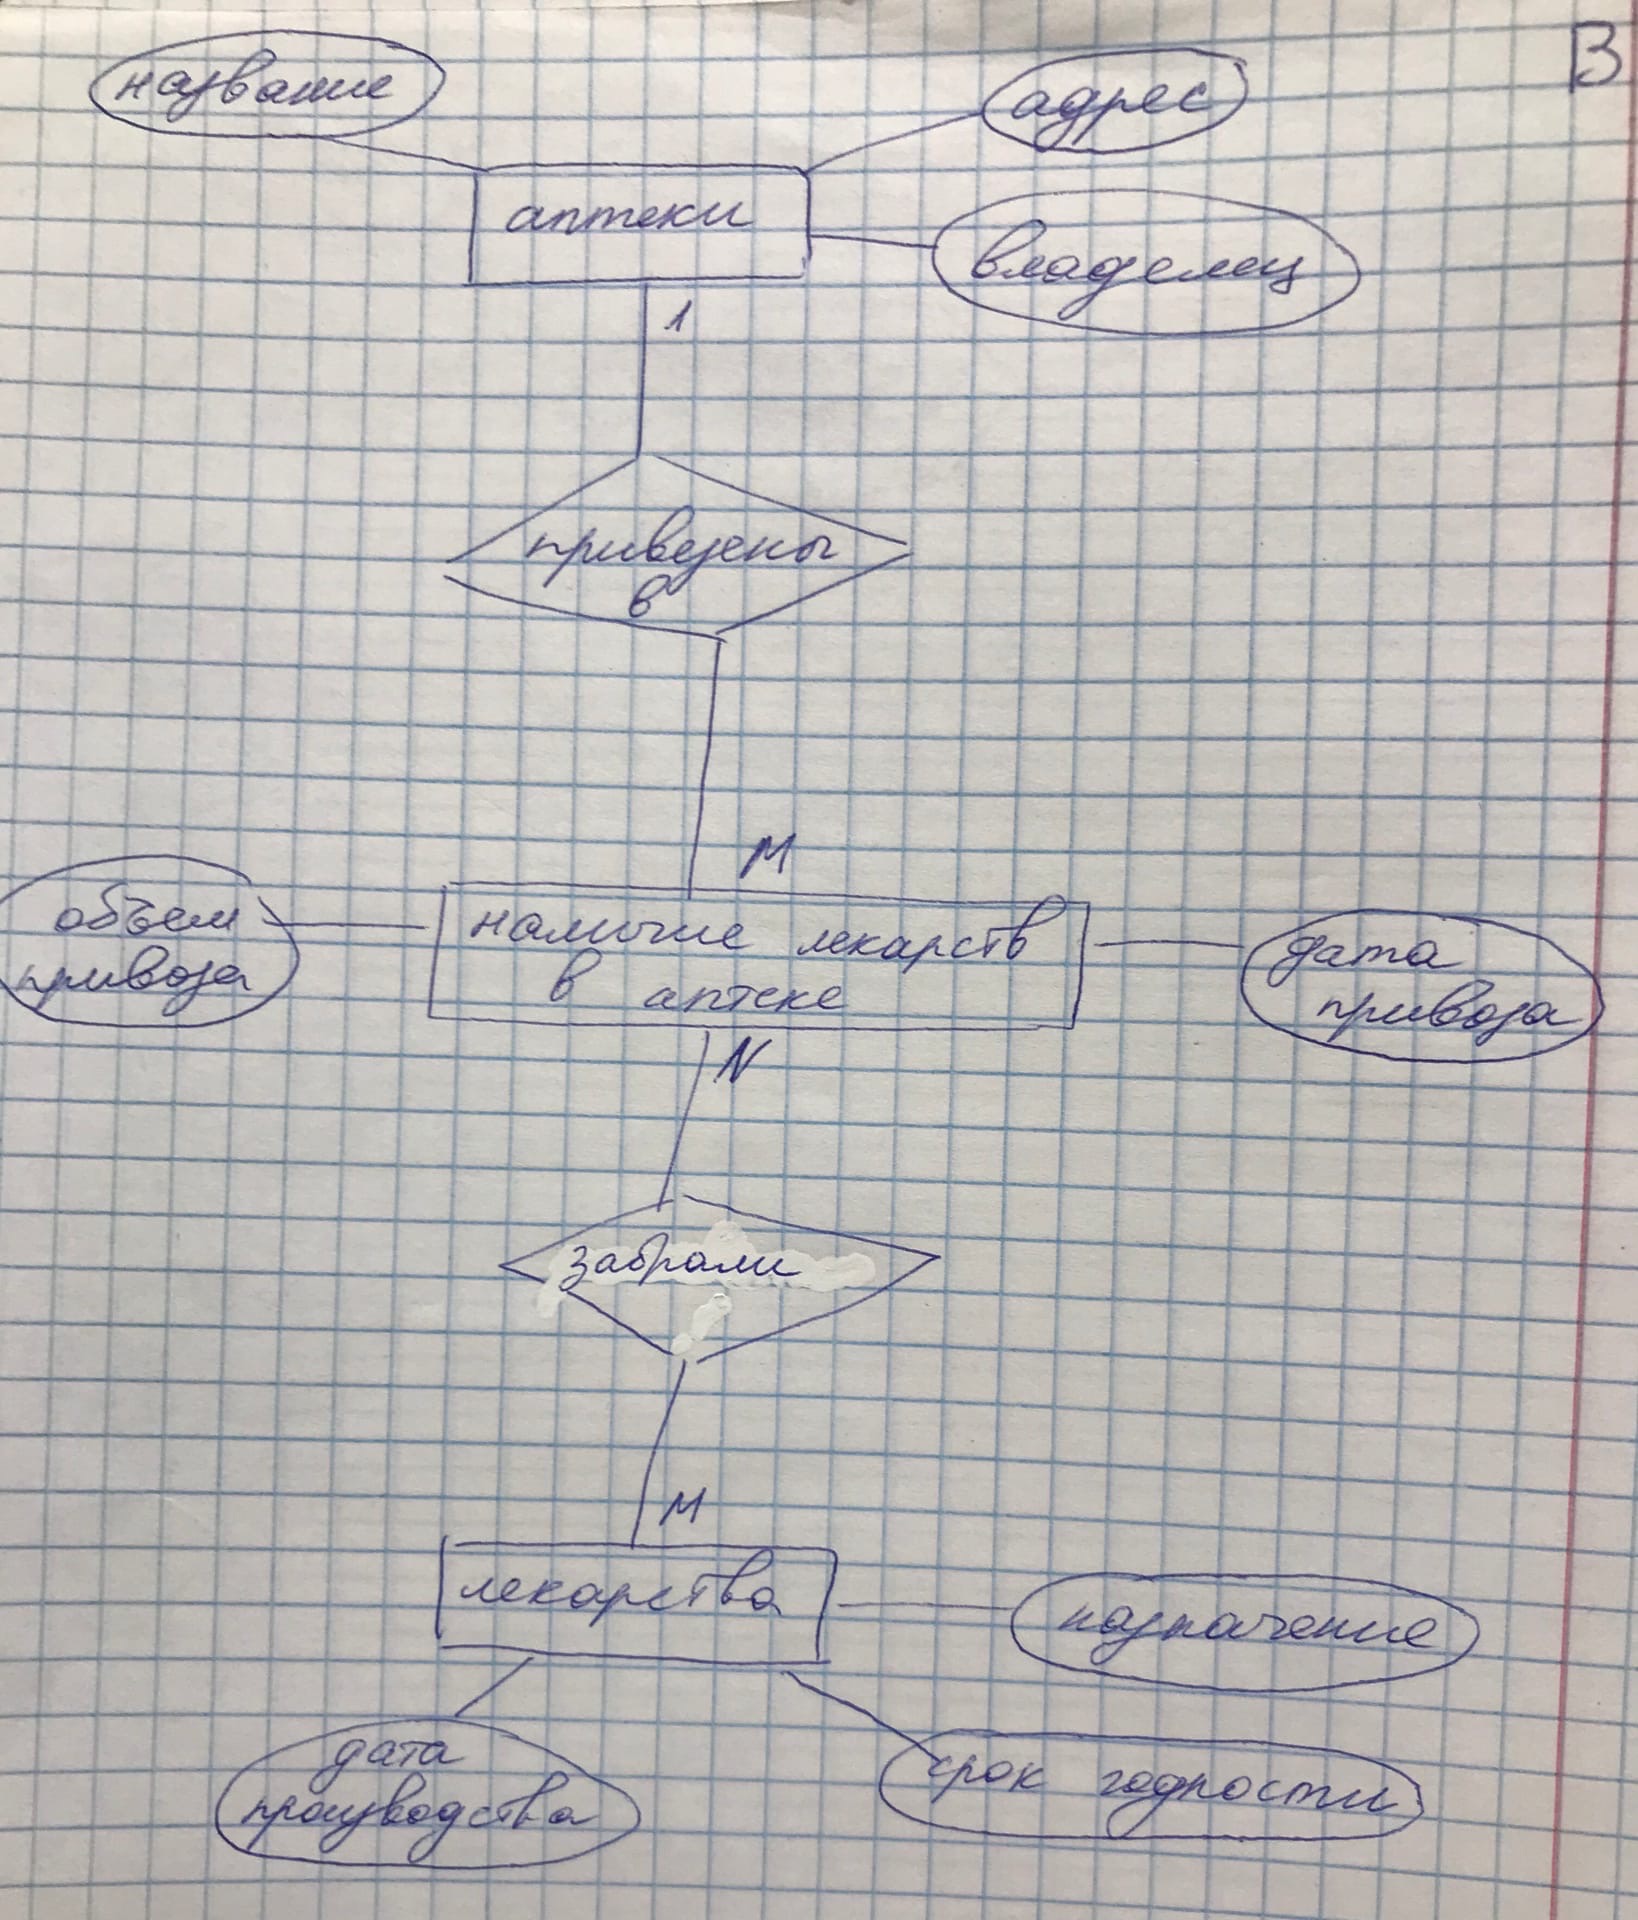 В
название
адрес
аптеки
владелец
1
привезены
в
М
объем
привоза
наличие лекарств
в аптеке
дата
привоза
N
забрали
М
лекарства
назначение
дата
производства
срок годности